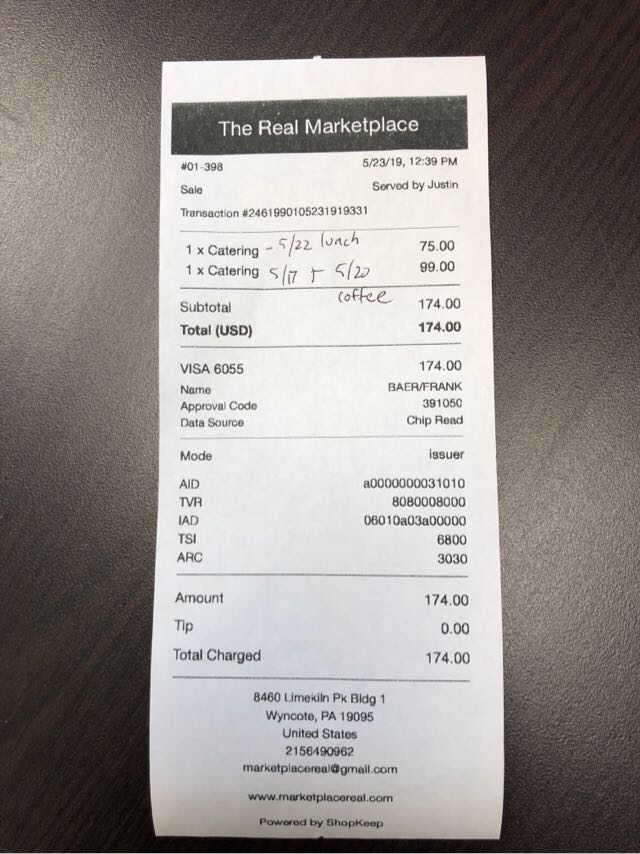 The Real Marketplace
#01-398 5/23/19, 12:39 PM
Sale Served by Justin
Transaction #2461990105231919331
1 x Catering - 5/22 lunch 75.00
1 x Catering 5/17 + 5/20 99.00
coffee
Subtotal 174.00
Total (USD) 174.00
VISA 6055 174.00
Name BAER/FRANK
Approval Code 391050
Data Source Chip Read
Mode Issuer
AID a0000000031010
TVR 8080008000
IAD 06010a03a00000
TSI 6800
ARC 3030
Amount 174.00
Tip 0.00
Total Charged 174.00
8460 Limekiln Pk Bldg 1
Wyncote, PA 19095
United States
2156490962
marketplacereal@gmail.com
www.marketplacereal.com
Powered by ShopKeep